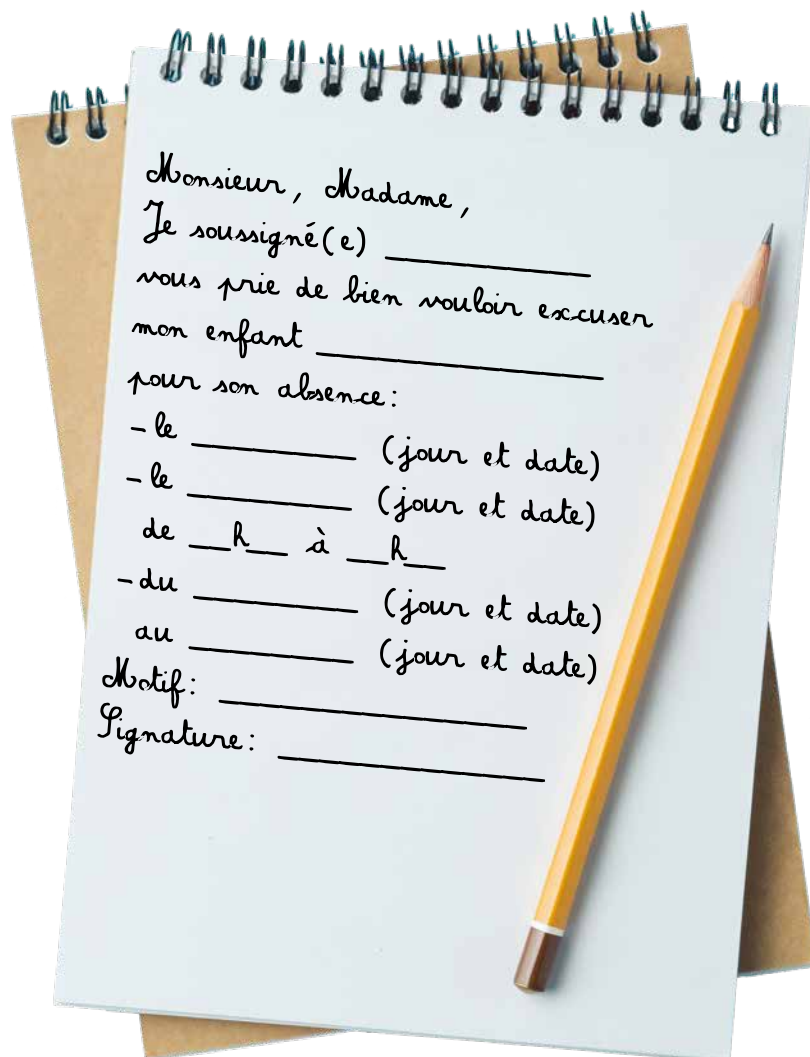 Monsieur, Madame,
Je soussigné(e) ___________
vous prie de bien vouloir excuser
mon enfant _______________
pour son absence:
- le _________ (jour et date)
- le _________ (jour et date)
de __h__ à __h__
- du _________ (jour et date)
au _________ (jour et date)
Motif: ________________
Signature: ______________